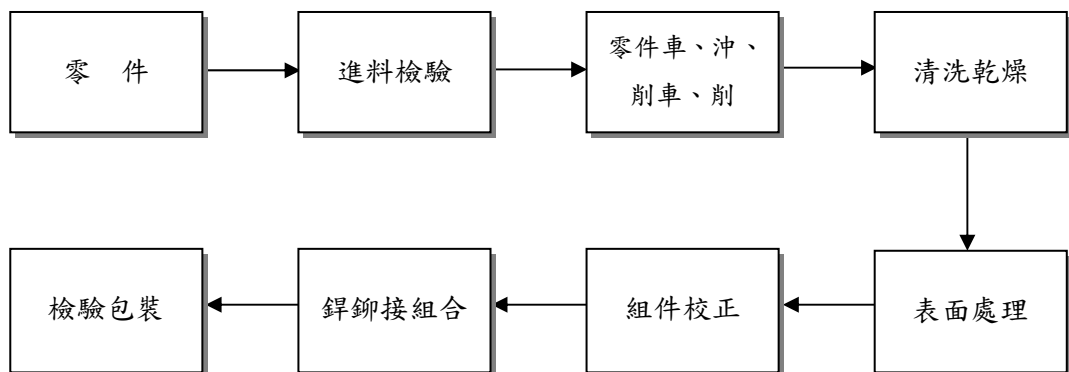 零　件
進料檢驗
零件車、沖、
削車、削
清洗乾燥
表面處理
組件校正
銲鉚接組合
檢驗包裝